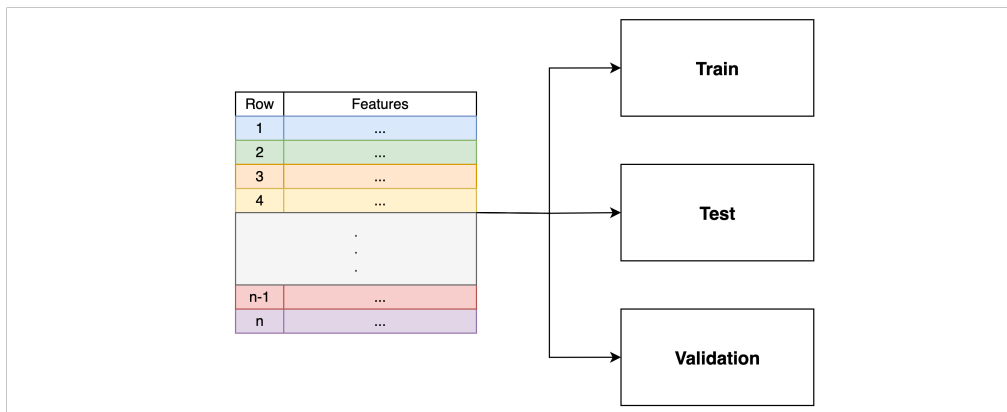 Row Features
1 ...
2 ...
3 ...
4 ...
.
.
.
n-1 ...
n ...
Train
Test
Validation